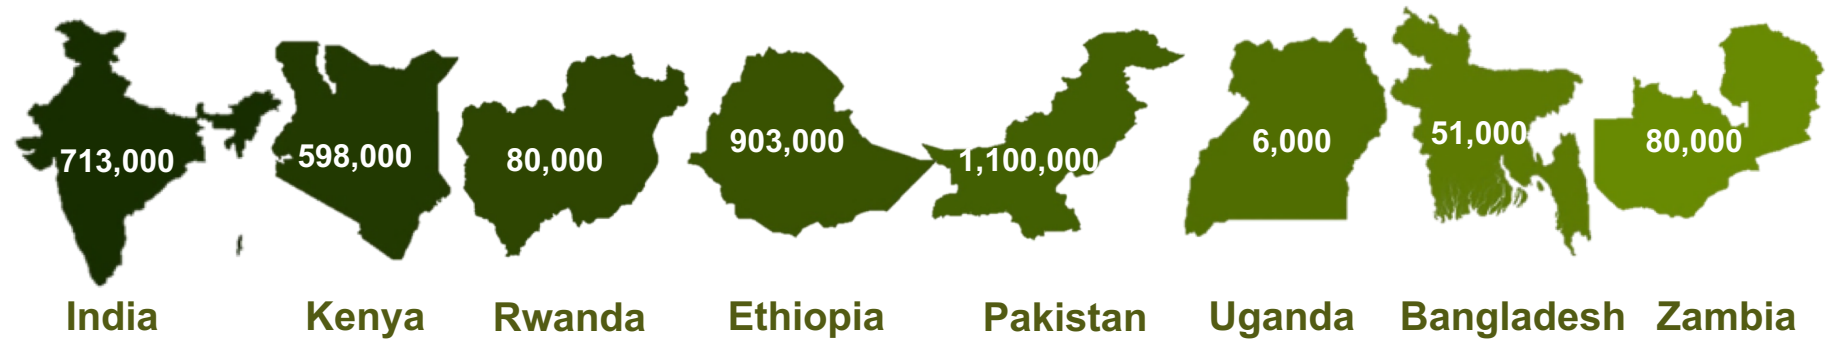 713,000
598,000
80,000
903,000
1,100,000
6,000
51,000
80,000
India
Kenya
Rwanda
Ethiopia
Pakistan
Uganda
Bangladesh
Zambia